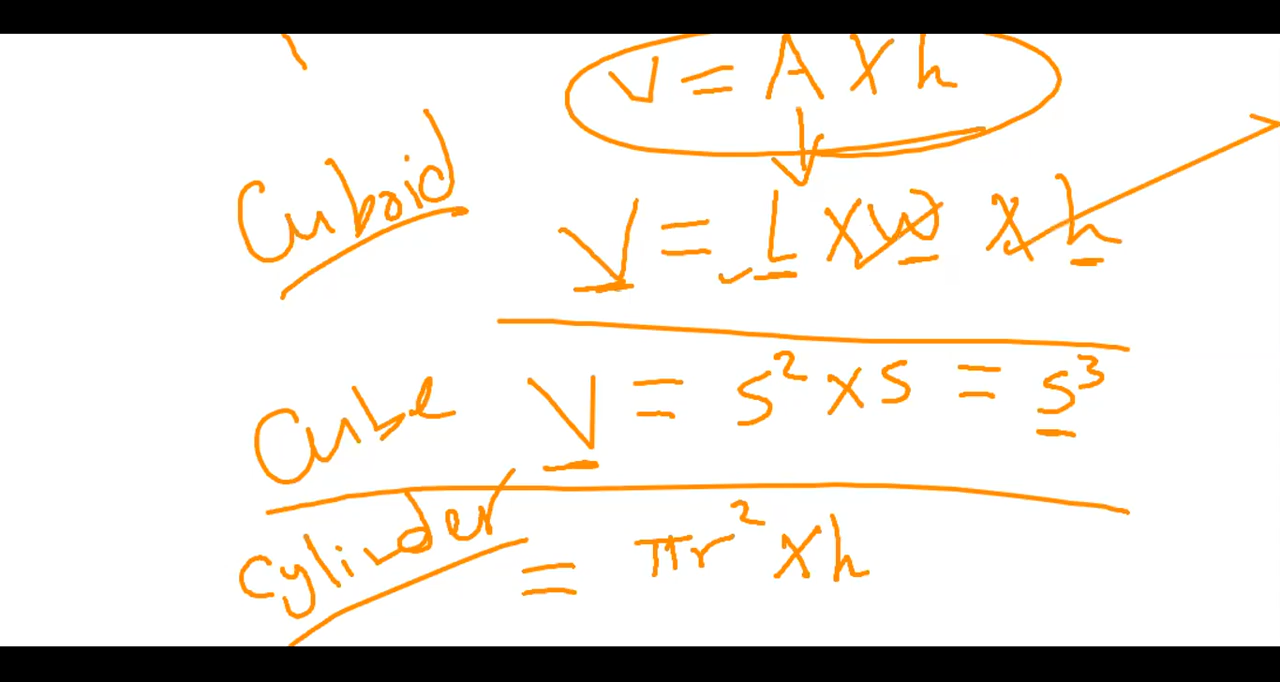 V = A X h
Cuboid V = L X W X h
Cube V = s² X s = s³
Cylinder = πr² X h